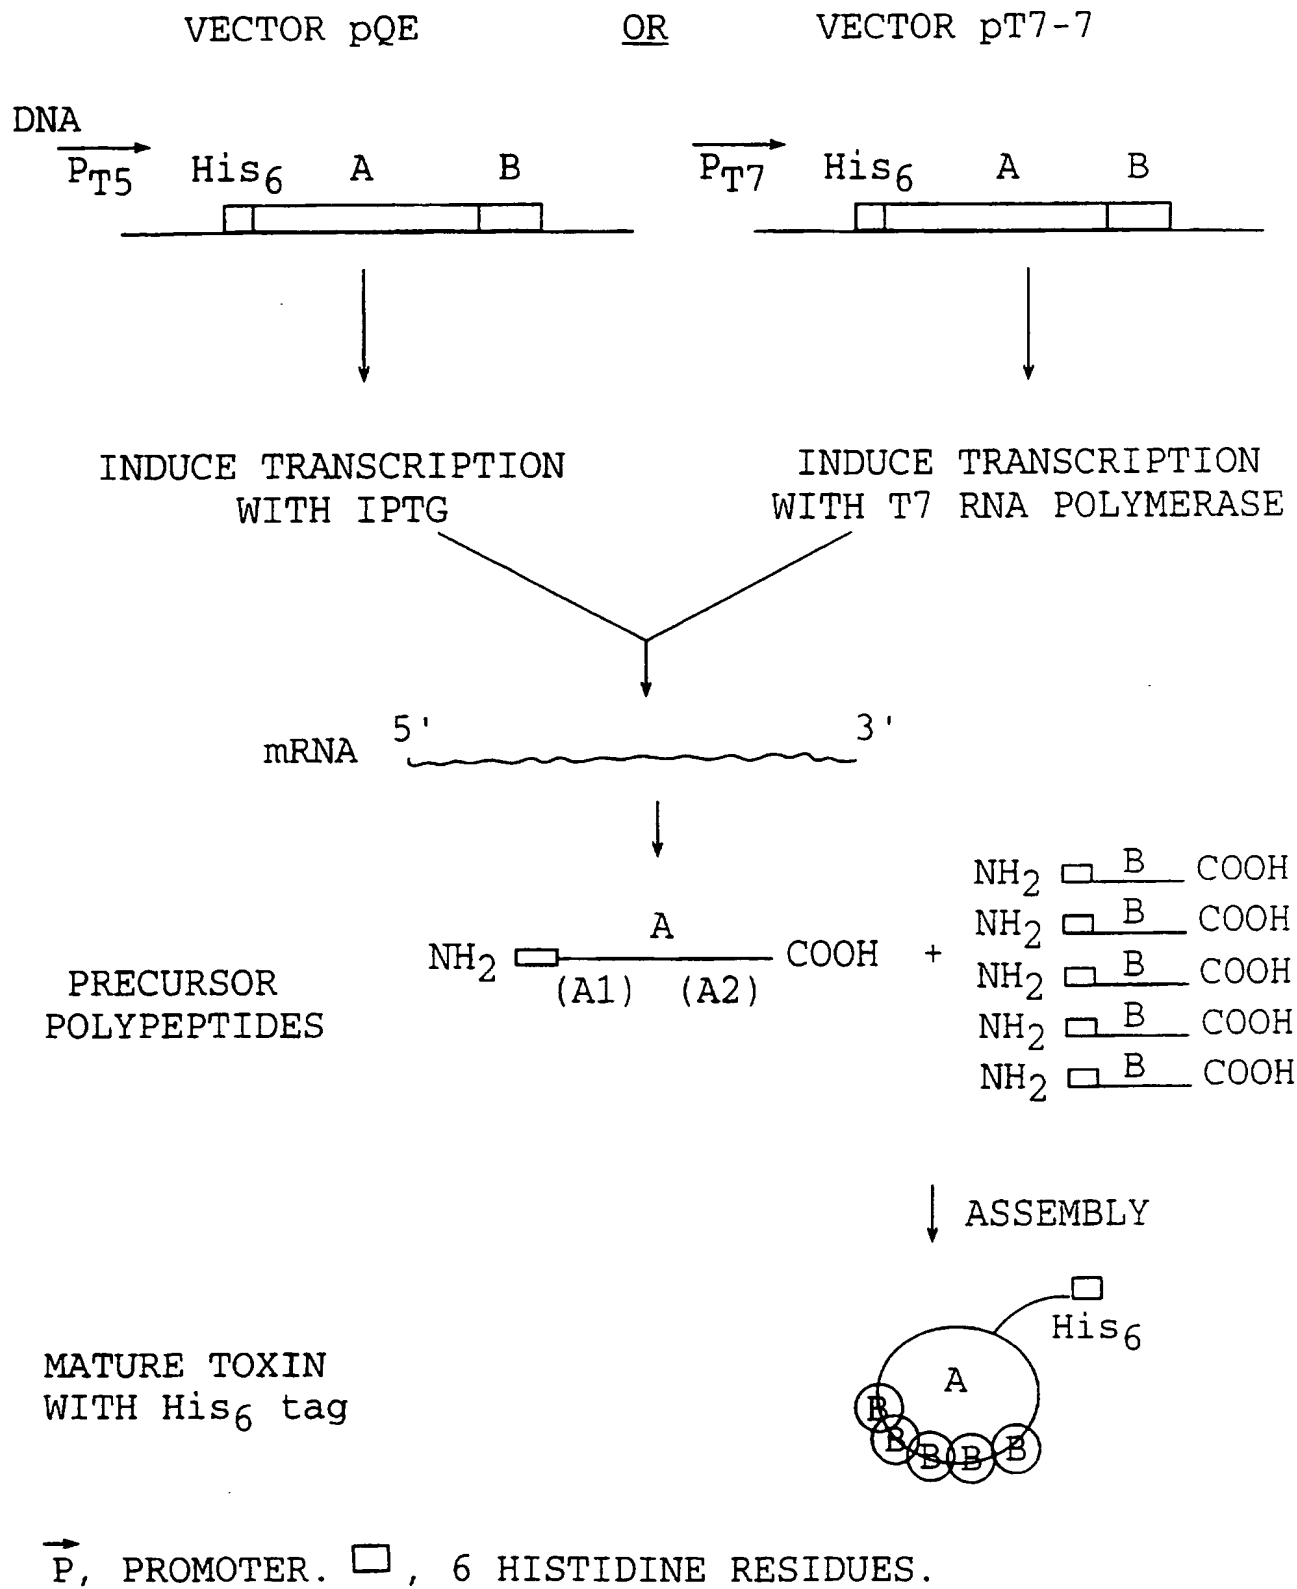 VECTOR pQE OR VECTOR pT7-7
DNA
PT5 His6 A B PT7 His6 A B
INDUCE TRANSCRIPTION
WITH IPTG
INDUCE TRANSCRIPTION
WITH T7 RNA POLYMERASE
mRNA 5' 3'
PRECURSOR
POLYPEPTIDES
NH2 A COOH +
(A1) (A2)
NH2 B COOH
NH2 B COOH
NH2 B COOH
NH2 B COOH
NH2 B COOH
ASSEMBLY
MATURE TOXIN
WITH His6 tag
His6
A
B
B
B
B
B
P, PROMOTER. , 6 HISTIDINE RESIDUES.